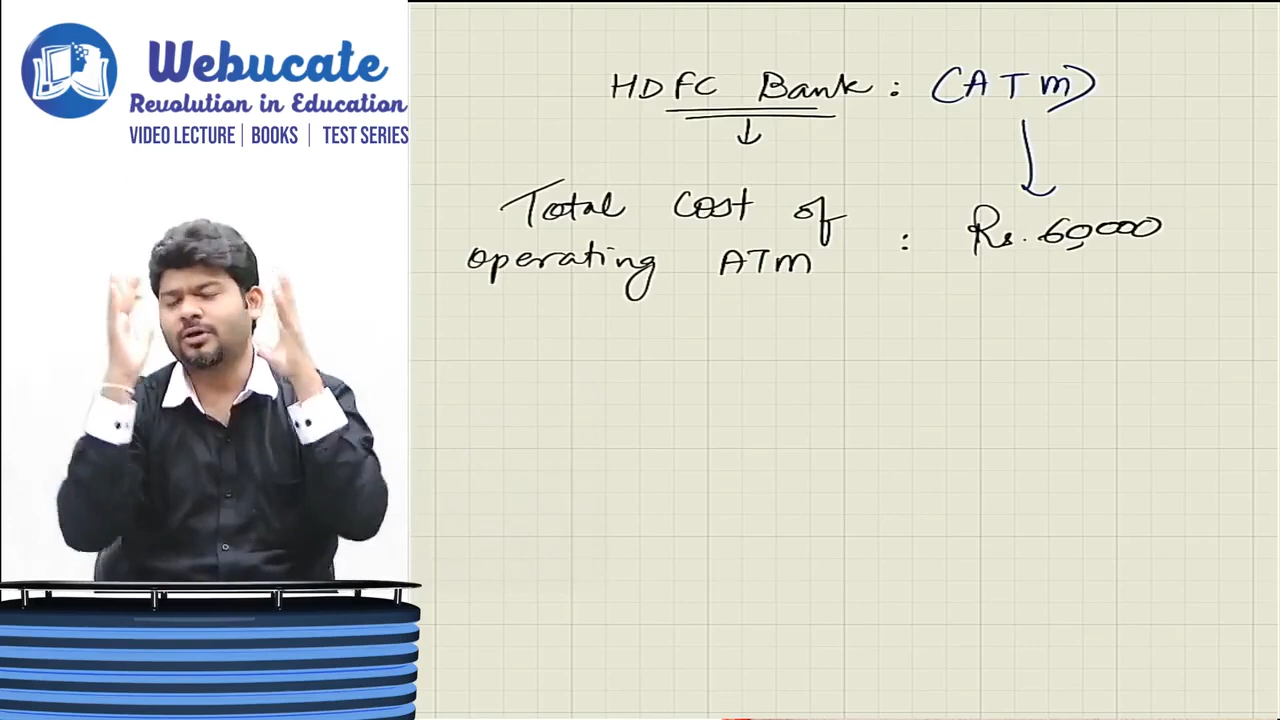 Webucate
Revolution in Education
VIDEO LECTURE | BOOKS | TEST SERIES
HDFC Bank : (ATM)
Total Cost of
operating ATM : Rs. 60,000